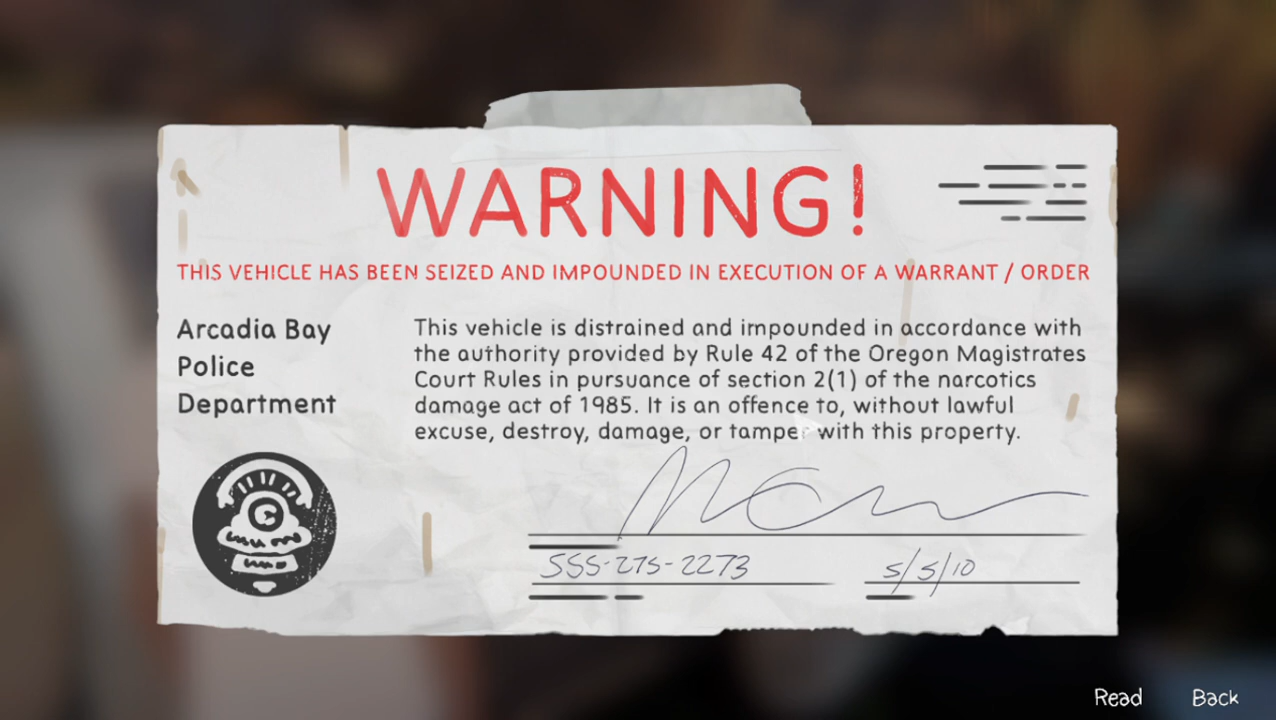 WARNING!
THIS VEHICLE HAS BEEN SEIZED AND IMPOUNDED IN EXECUTION OF A WARRANT / ORDER
Arcadia Bay
Police
Department
This vehicle is distrained and impounded in accordance with
the authority provided by Rule 42 of the Oregon Magistrates
Court Rules in pursuance of section 2(1) of the narcotics
damage act of 1985. It is an offence to, without lawful
excuse, destroy, damage, or tamper with this property.
555-275-2273
5/5/10
Read
Back